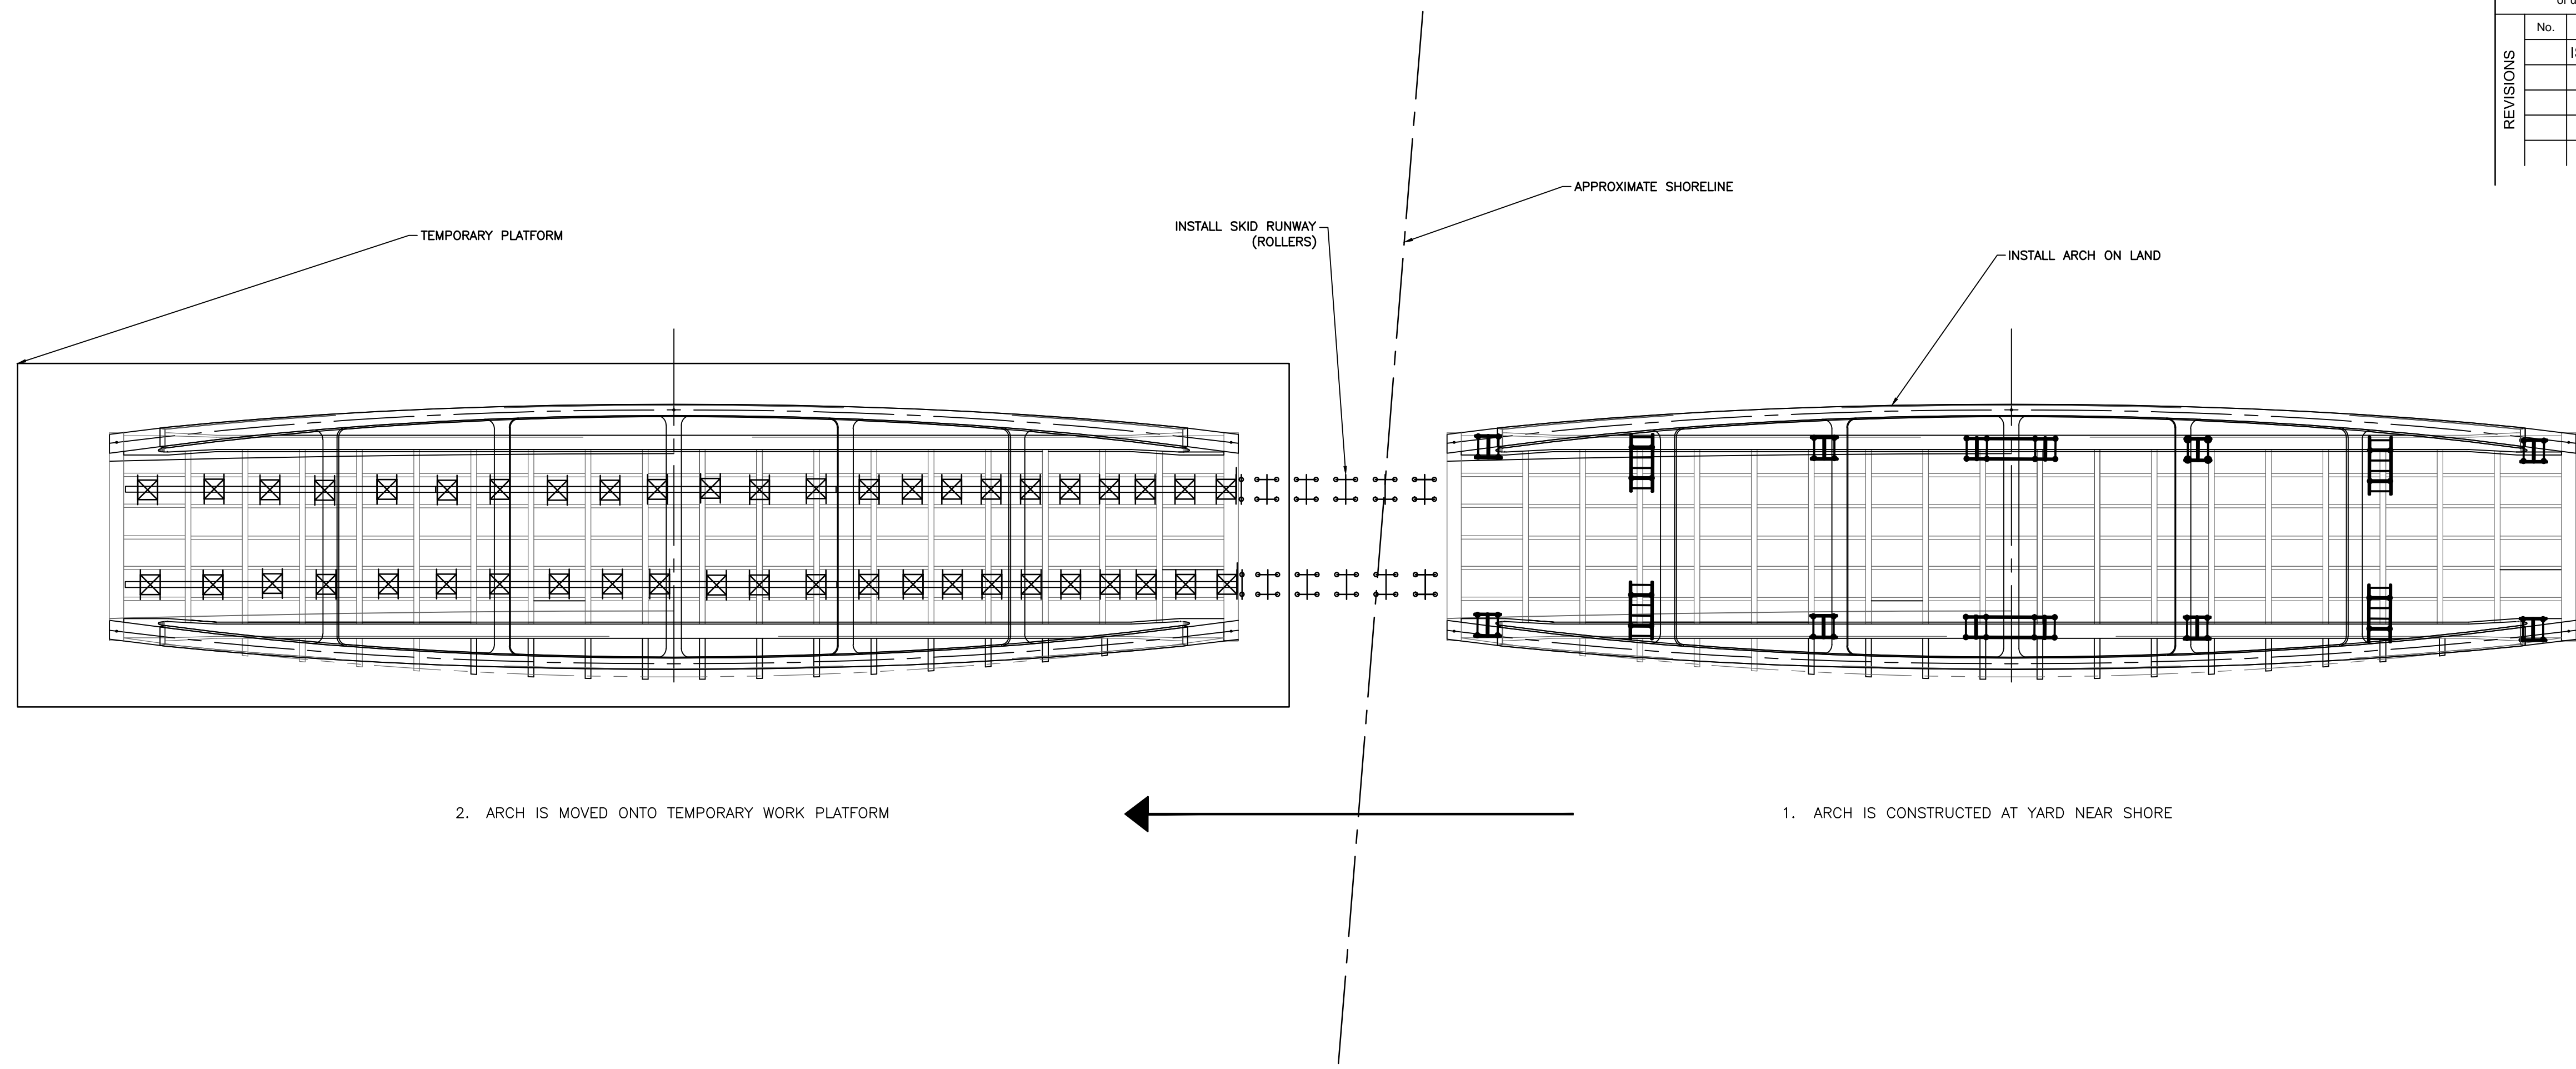 No.
REVISIONS
APPROXIMATE SHORELINE
INSTALL SKID RUNWAY
(ROLLERS)
TEMPORARY PLATFORM
INSTALL ARCH ON LAND
2. ARCH IS MOVED ONTO TEMPORARY WORK PLATFORM
1. ARCH IS CONSTRUCTED AT YARD NEAR SHORE